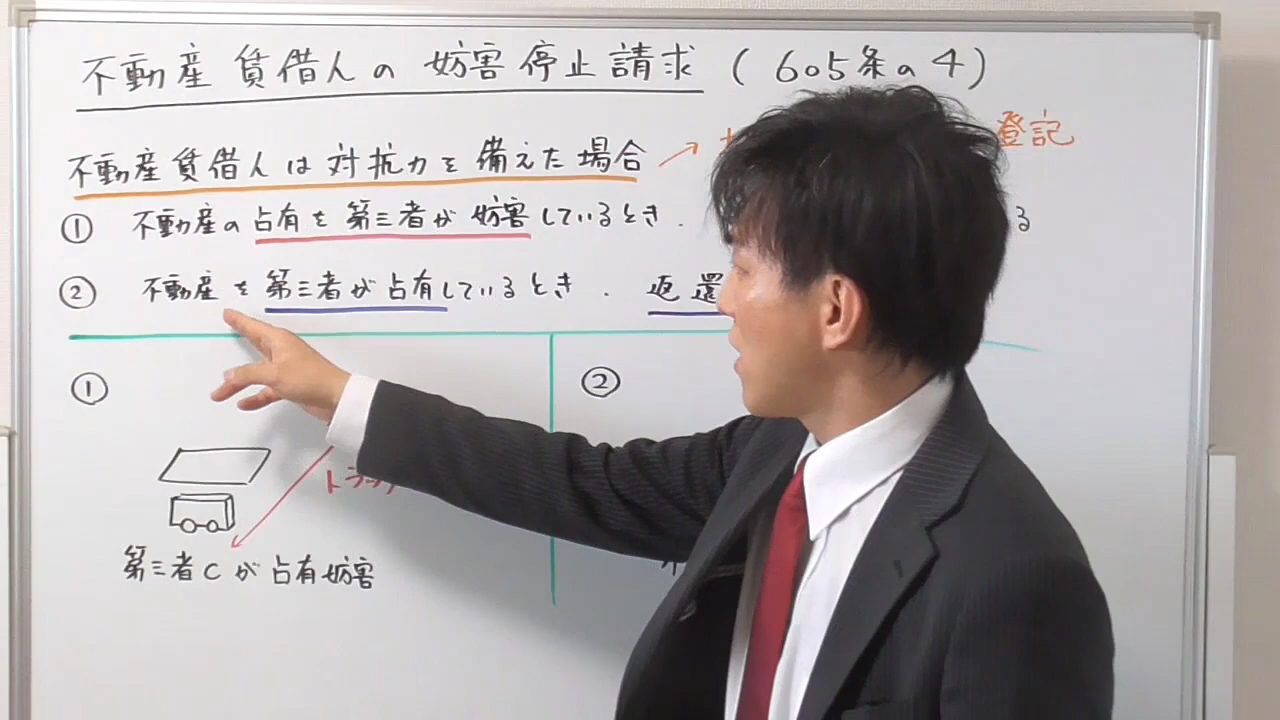 不動産賃借人の妨害停止請求(605条の4)
登記
不動産賃借人は対抗力を備えた場合
① 不動産の占有を第三者が妨害しているとき. る
② 不動産を第三者が占有しているとき. 返還
①
②
トラック
第三者Cが占有妨害